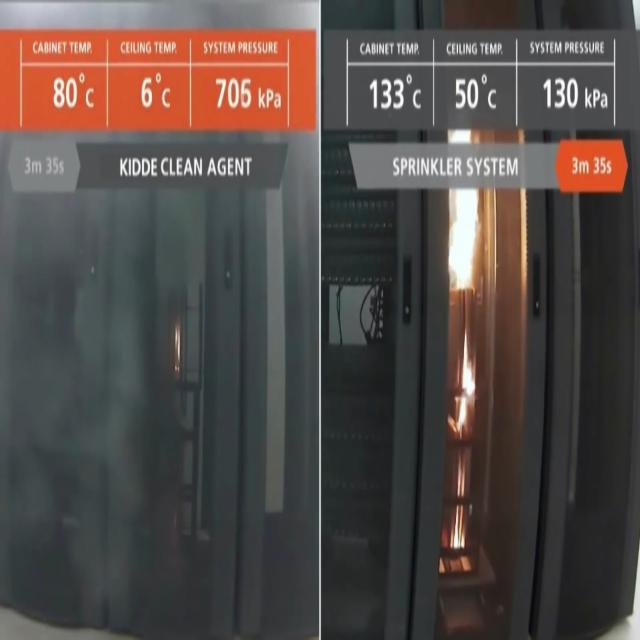 CABINET TEMP. CEILING TEMP. SYSTEM PRESSURE
80°C 6°C 705 kPa
3m 35s KIDDE CLEAN AGENT
CABINET TEMP. CEILING TEMP. SYSTEM PRESSURE
133°C 50°C 130 kPa
SPRINKLER SYSTEM 3m 35s